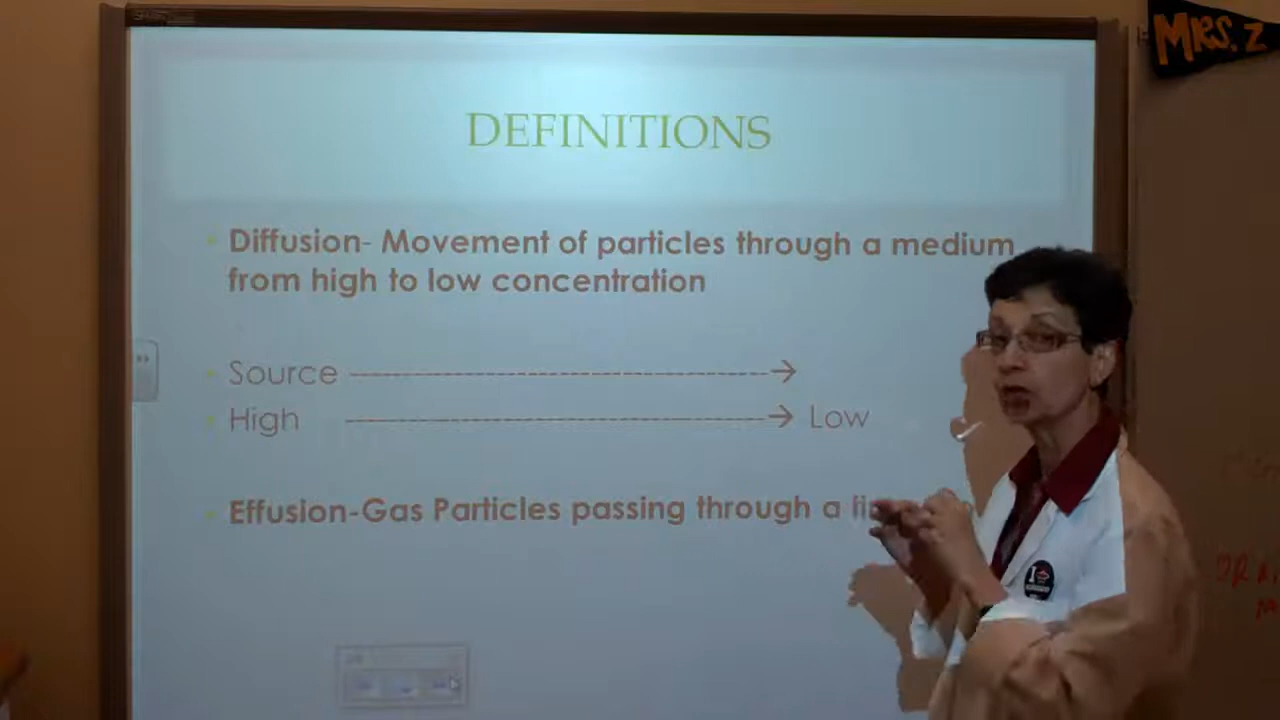 MRS. Z
DEFINITIONS
Diffusion- Movement of particles through a medium
from high to low concentration
Source
High Low
Effusion-Gas Particles passing through a
I